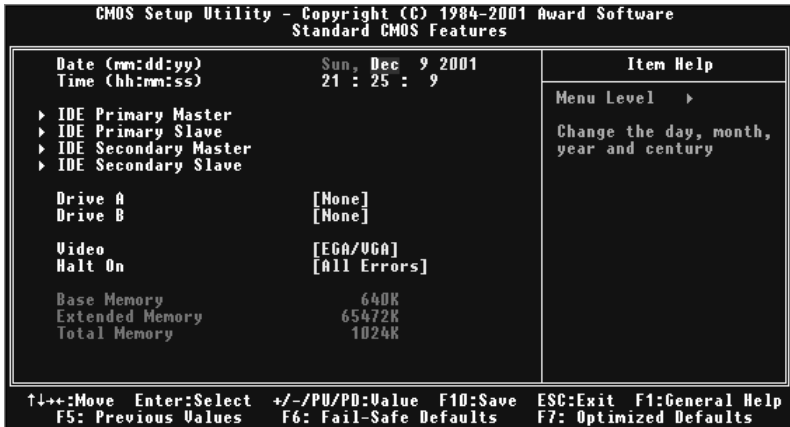 CMOS Setup Utility - Copyright (C) 1984-2001 Award Software
Standard CMOS Features
Date (mm:dd:yy) Sun, Dec 9 2001
Time (hh:mm:ss) 21 : 25 : 9
▸ IDE Primary Master
▸ IDE Primary Slave
▸ IDE Secondary Master
▸ IDE Secondary Slave
Drive A [None]
Drive B [None]
Video [EGA/VGA]
Halt On [All Errors]
Base Memory 640K
Extended Memory 65472K
Total Memory 1024K
Item Help
Menu Level ▸
Change the day, month,
year and century
↑↓→←:Move Enter:Select +/-/PU/PD:Value F10:Save ESC:Exit F1:General Help
F5: Previous Values F6: Fail-Safe Defaults F7: Optimized Defaults